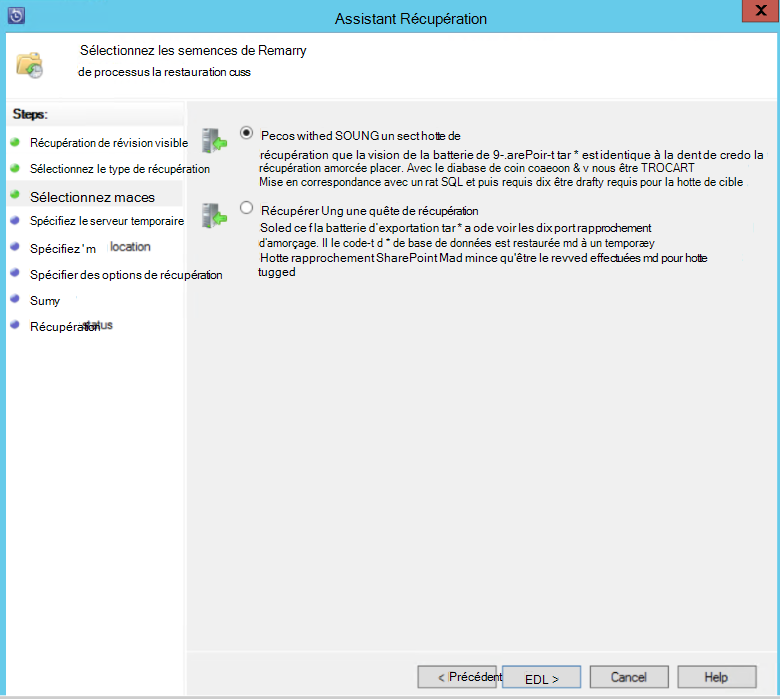 Assistant Récupération
X
Sélectionnez les semences de Remarry
de processus la restauration cuss
Steps:
Récupération de révision visible
Sélectionnez le type de récupération
Sélectionnez maces
Spécifiez le serveur temporaire
Spécifiez'm location
Spécifier des options de récupération
Sumy
Récupération status
Pecos withed SOUNG un sect hotte de
récupération que la vision de la batterie de 9-.arePoir-t tar * est identique à la dent de credo la
récupération amorcée placer. Avec le diabase de coin coaeoon & v nous être TROCART
Mise en correspondance avec un rat SQL et puis requis dix être drafty requis pour la hotte de cible
Récupérer Ung une quête de récupération
Soled ce f la batterie d'exportation tar * a ode voir les dix port rapprochement
d'amorçage. Il le code-t d * de base de données est restaurée md à un temporæy
Hotte rapprochement SharePoint Mad mince qu'être le revved effectuées md pour hotte
tugged
< Précédent
EDL >
Cancel
Help